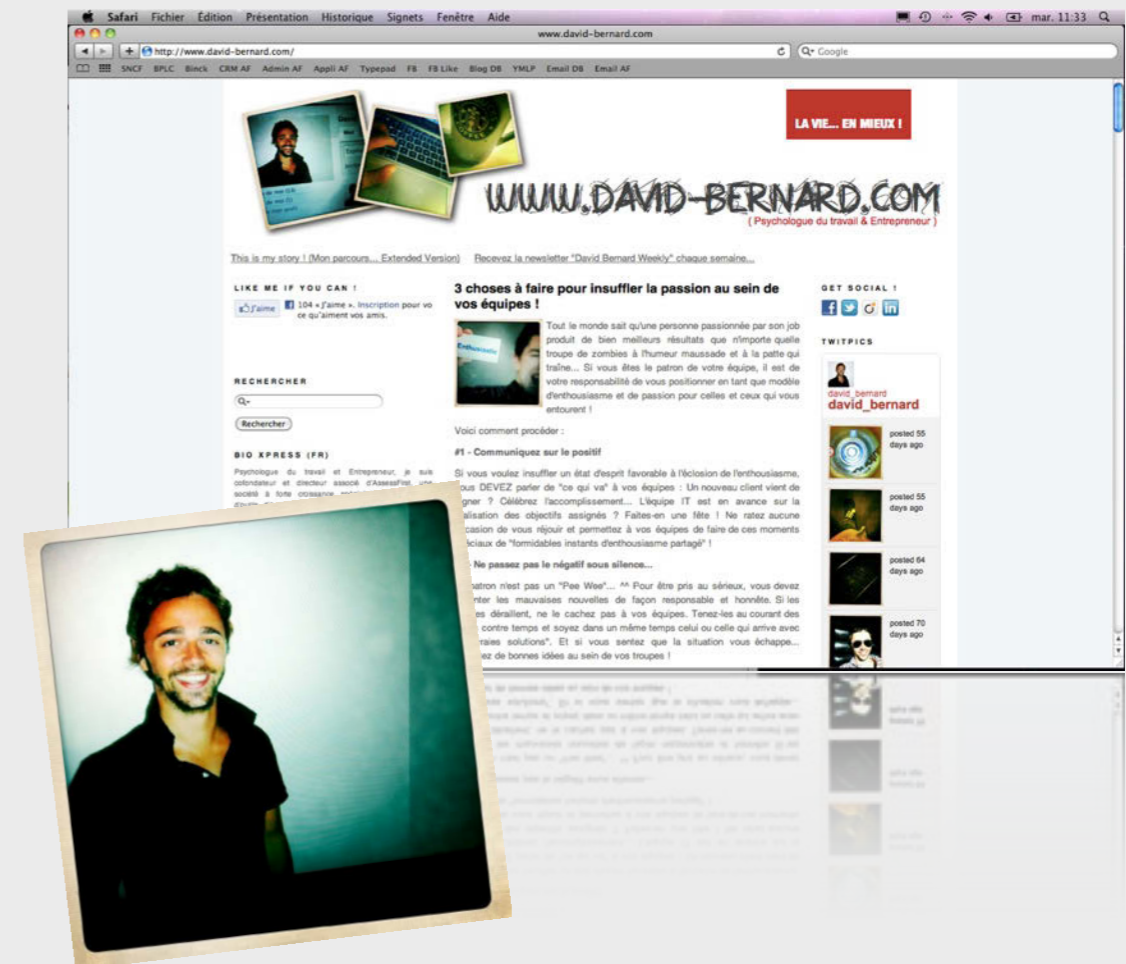 Safari Fichier Édition Présentation Historique Signets Fenêtre Aide mar. 11:33
www.david-bernard.com
http://www.david-bernard.com/ Google
SNCF BPLC Binck CRM AF Admin AF Appli AF Typepad FB FB Like Blog DB YMLP Email DB Email AF
LA VIE... EN MIEUX !
WWW.DAVID-BERNARD.COM
( Psychologue du travail & Entrepreneur )
This is my story ! (Mon parcours... Extended Version) Recevez la newsletter "David Bernard Weekly" chaque semaine...
LIKE ME IF YOU CAN !
J'aime 104 « J'aime ». Inscription pour vo
ce qu'aiment vos amis.
RECHERCHER
Rechercher
BIO XPRESS (FR)
Psychologue du travail et Entrepreneur, je suis
cofondateur et directeur associé d'AssessFirst, une
société à forte croissance
3 choses à faire pour insuffler la passion au sein de
vos équipes !
Enthusiastic
Tout le monde sait qu'une personne passionnée par son job
produit de bien meilleurs résultats que n'importe quelle
troupe de zombies à l'humeur maussade et à la patte qui
traîne... Si vous êtes le patron de votre équipe, il est de
votre responsabilité de vous positionner en tant que modèle
d'enthousiasme et de passion pour celles et ceux qui vous
entourent !
Voici comment procéder :
#1 - Communiquez sur le positif
Si vous voulez insuffler un état d'esprit favorable à l'éclosion de l'enthousiasme,
vous DEVEZ parler de "ce qui va" à vos équipes : Un nouveau client vient de
signer ? Célébrez l'accomplissement... L'équipe IT est en avance sur la
réalisation des objectifs assignés ? Faites-en une fête ! Ne ratez aucune
occasion de vous réjouir et permettez à vos équipes de faire de ces moments
spéciaux de "formidables instants d'enthousiasme partagé" !
- Ne passez pas le négatif sous silence...
patron n'est pas un "Pee Wee"... ^^ Pour être pris au sérieux, vous devez
les mauvaises nouvelles de façon responsable et honnête. Si les
déraillent, ne le cachez pas à vos équipes. Tenez-les au courant des
contre temps et soyez dans un même temps celui ou celle qui arrive avec
solutions". Et si vous sentez que la situation vous échappe...
de bonnes idées au sein de vos troupes !
GET SOCIAL !
TWITPICS
david_bernard
david_bernard
posted 55
days ago
posted 55
days ago
posted 64
days ago
posted 70
days ago